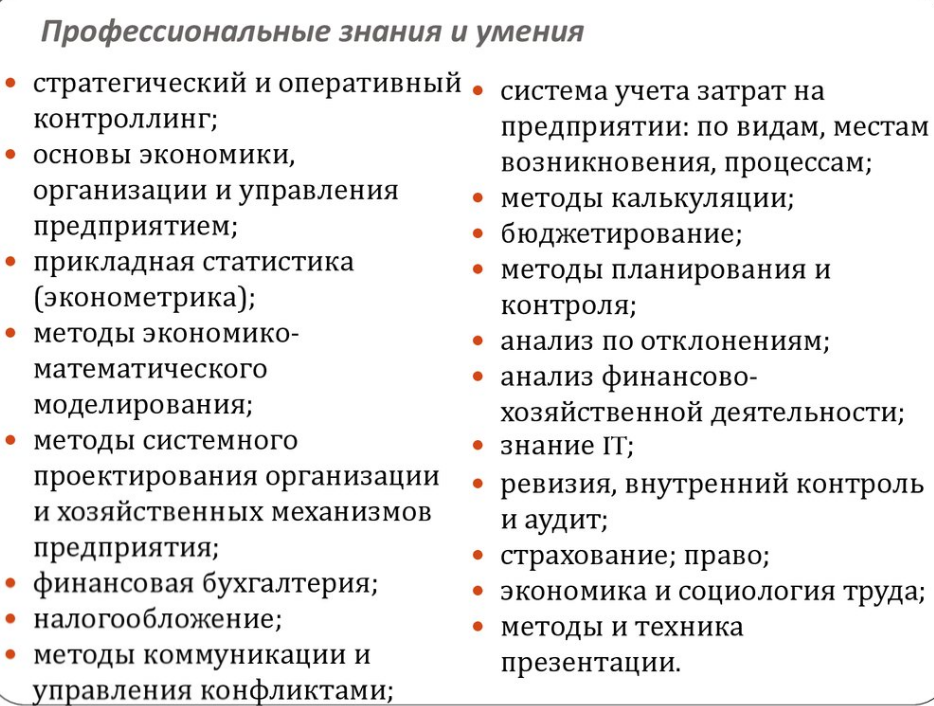 Профессиональные знания и умения
• стратегический и оперативный
контроллинг;
• основы экономики,
организации и управления
предприятием;
• прикладная статистика
(эконометрика);
• методы экономико-
математического
моделирования;
• методы системного
проектирования организации
и хозяйственных механизмов
предприятия;
• финансовая бухгалтерия;
• налогообложение;
• методы коммуникации и
управления конфликтами;
• система учета затрат на
предприятии: по видам, местам
возникновения, процессам;
• методы калькуляции;
• бюджетирование;
• методы планирования и
контроля;
• анализ по отклонениям;
• анализ финансово-
хозяйственной деятельности;
• знание IT;
• ревизия, внутренний контроль
и аудит;
• страхование; право;
• экономика и социология труда;
• методы и техника
презентации.